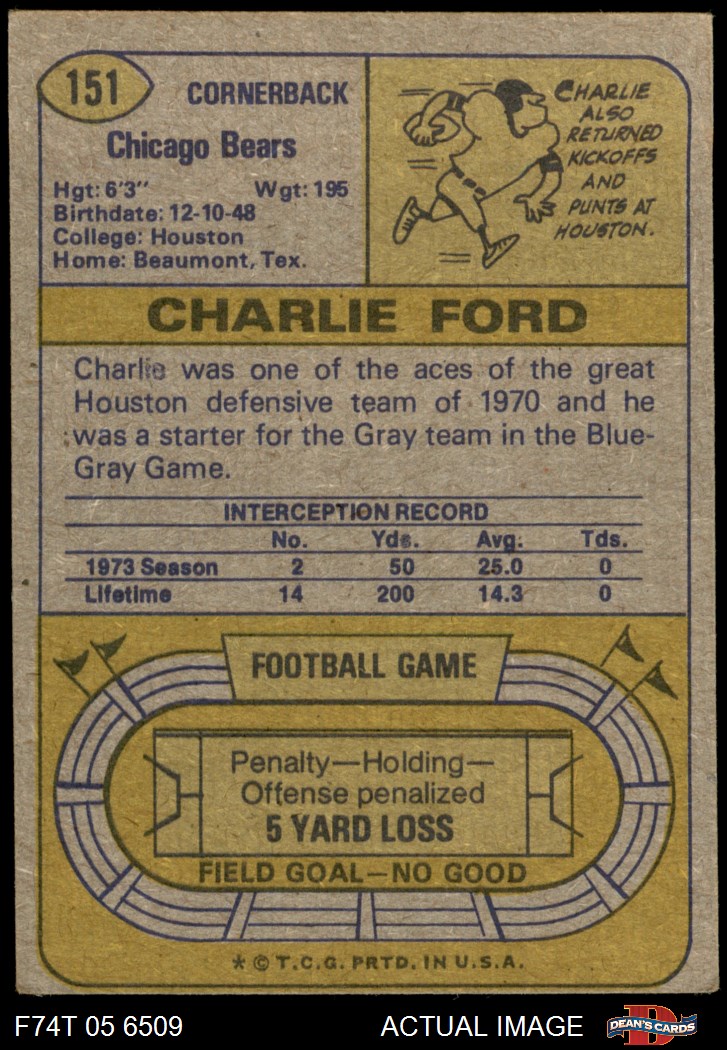 151
CORNERBACK
Chicago Bears
Hgt: 6'3" Wgt: 195
Birthdate: 12-10-48
College: Houston
Home: Beaumont, Tex.
CHARLIE
ALSO
RETURNED
KICKOFFS
AND
PUNTS AT
HOUSTON.
CHARLIE FORD
Charlie was one of the aces of the great
Houston defensive team of 1970 and he
was a starter for the Gray team in the Blue-
Gray Game.
INTERCEPTION RECORD
No. Yds. Avg. Tds.
1973 Season 2 50 25.0 0
Lifetime 14 200 14.3 0
FOOTBALL GAME
Penalty—Holding—
Offense penalized
5 YARD LOSS
FIELD GOAL—NO GOOD
* © T.C.G. PRTD. IN U.S.A.
F74T 05 6509 ACTUAL IMAGE
D
DEAN'S CARDS